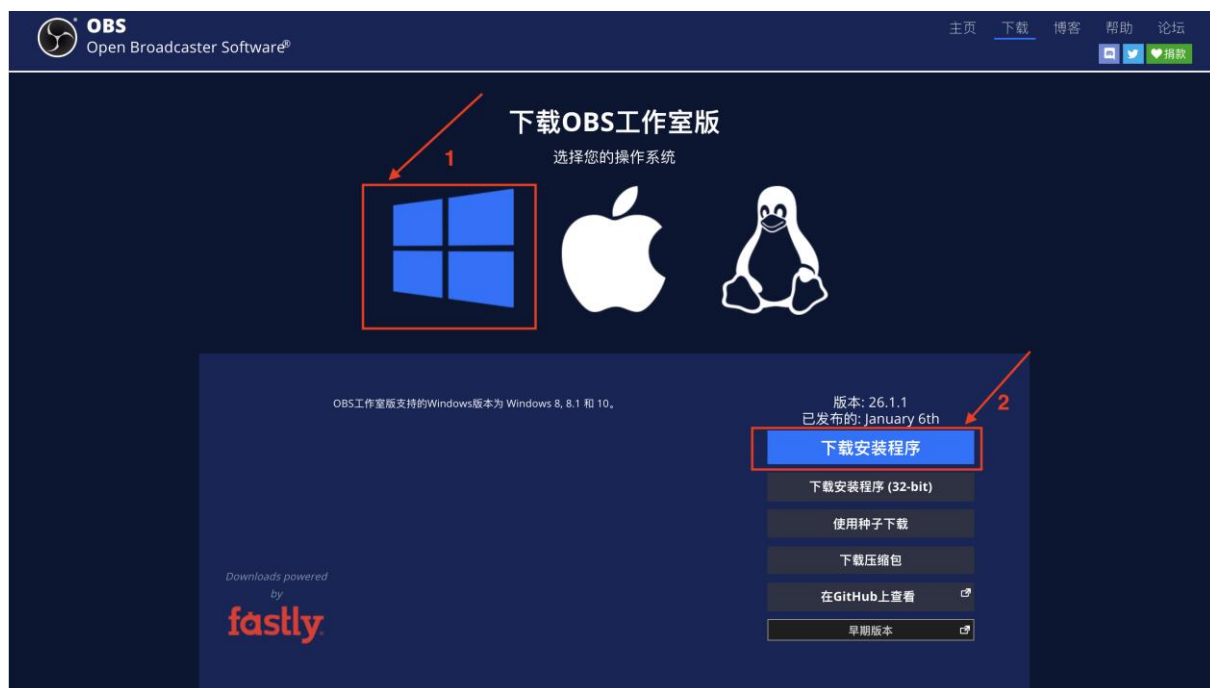 OBS
Open Broadcaster Software®
主页 下载 博客 帮助 论坛
捐款
下载OBS工作室版
选择您的操作系统
1
OBS工作室版支持的Windows版本为 Windows 8, 8.1 和 10。
版本: 26.1.1
已发布的: January 6th
2
下载安装程序
下载安装程序 (32-bit)
使用种子下载
下载压缩包
在GitHub上查看
早期版本
Downloads powered
by
fastly.